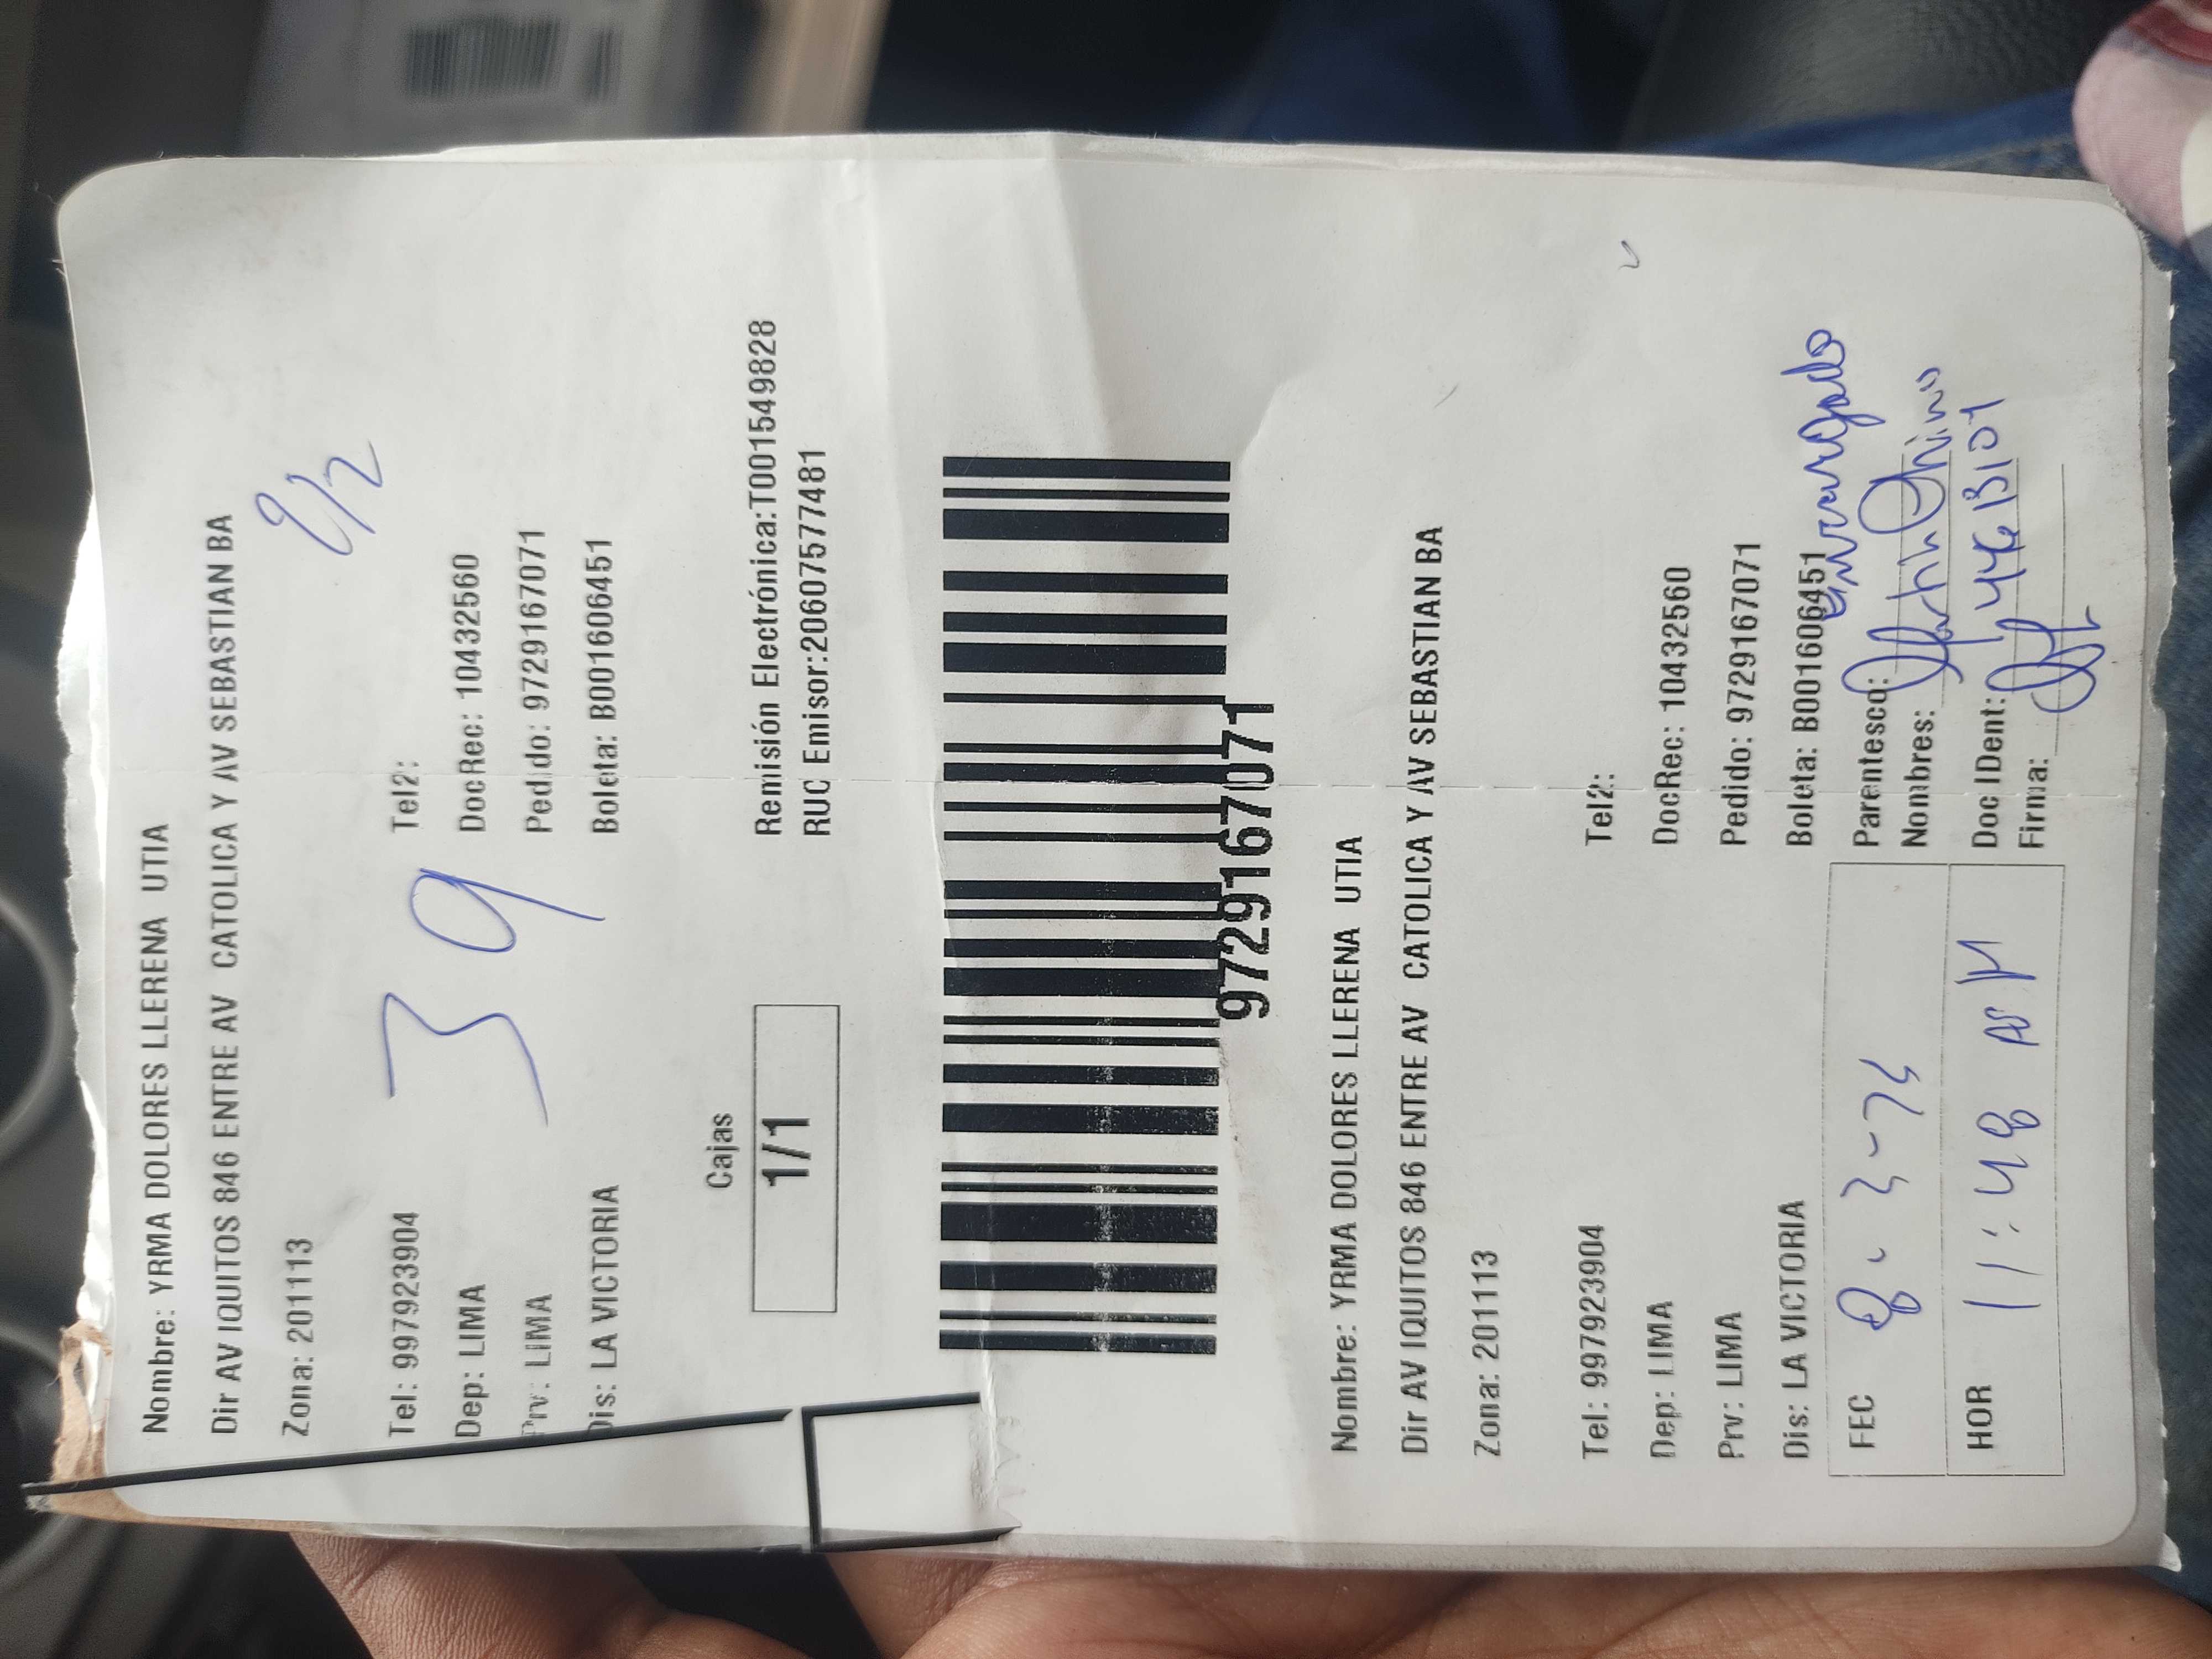 Nombre: YRMA DOLORES LLERENA UTIA
Dir AV IQUITOS 846 ENTRE AV CATOLICA Y AV SEBASTIAN BA
Zona: 201113
Tel: 997923904 Tel2:
39
Dep: LIMA DocRec: 10432560
Prv: LIMA Pedido: 9729167071
Dis: LA VICTORIA Boleta: B001606451
Cajas
1/1
Remisión Electrónica:T001549828
RUC Emisor:20607577481
9729167071
Nombre: YRMA DOLORES LLERENA UTIA
Dir AV IQUITOS 846 ENTRE AV CATOLICA Y AV SEBASTIAN BA
Zona: 201113
Tel: 997923904 Tel2:
Dep: LIMA DocRec: 10432560
Prv: LIMA Pedido: 9729167071
Dis: LA VICTORIA Boleta: B001606451
FEC Parentesco: Encargado
Nombres:
HOR 11:48 AM Doc IDent:
Firma: